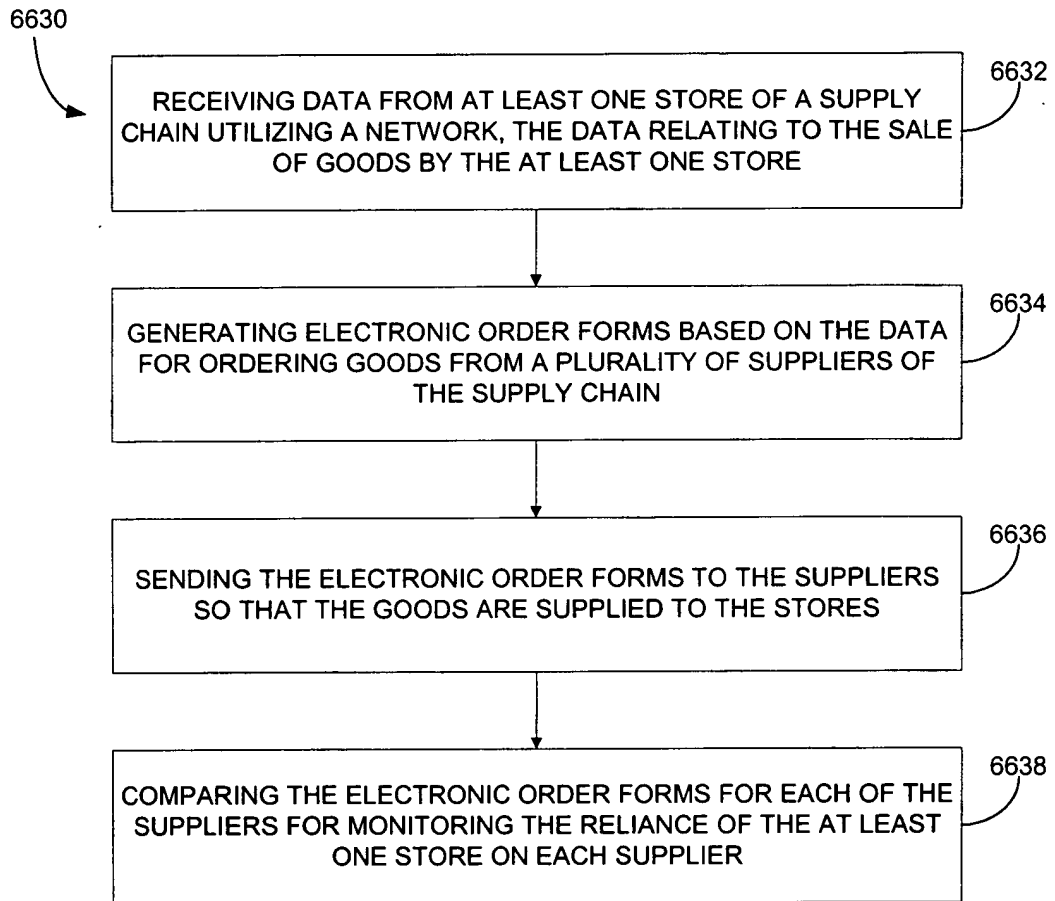 6630
6632
RECEIVING DATA FROM AT LEAST ONE STORE OF A SUPPLY
CHAIN UTILIZING A NETWORK, THE DATA RELATING TO THE SALE
OF GOODS BY THE AT LEAST ONE STORE
6634
GENERATING ELECTRONIC ORDER FORMS BASED ON THE DATA
FOR ORDERING GOODS FROM A PLURALITY OF SUPPLIERS OF
THE SUPPLY CHAIN
6636
SENDING THE ELECTRONIC ORDER FORMS TO THE SUPPLIERS
SO THAT THE GOODS ARE SUPPLIED TO THE STORES
6638
COMPARING THE ELECTRONIC ORDER FORMS FOR EACH OF THE
SUPPLIERS FOR MONITORING THE RELIANCE OF THE AT LEAST
ONE STORE ON EACH SUPPLIER